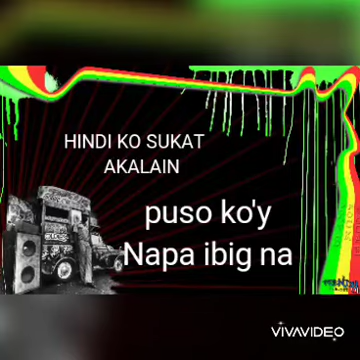 HINDI KO SUKAT
AKALAIN
puso ko'y
Napa ibig na
VIVAVIDEO